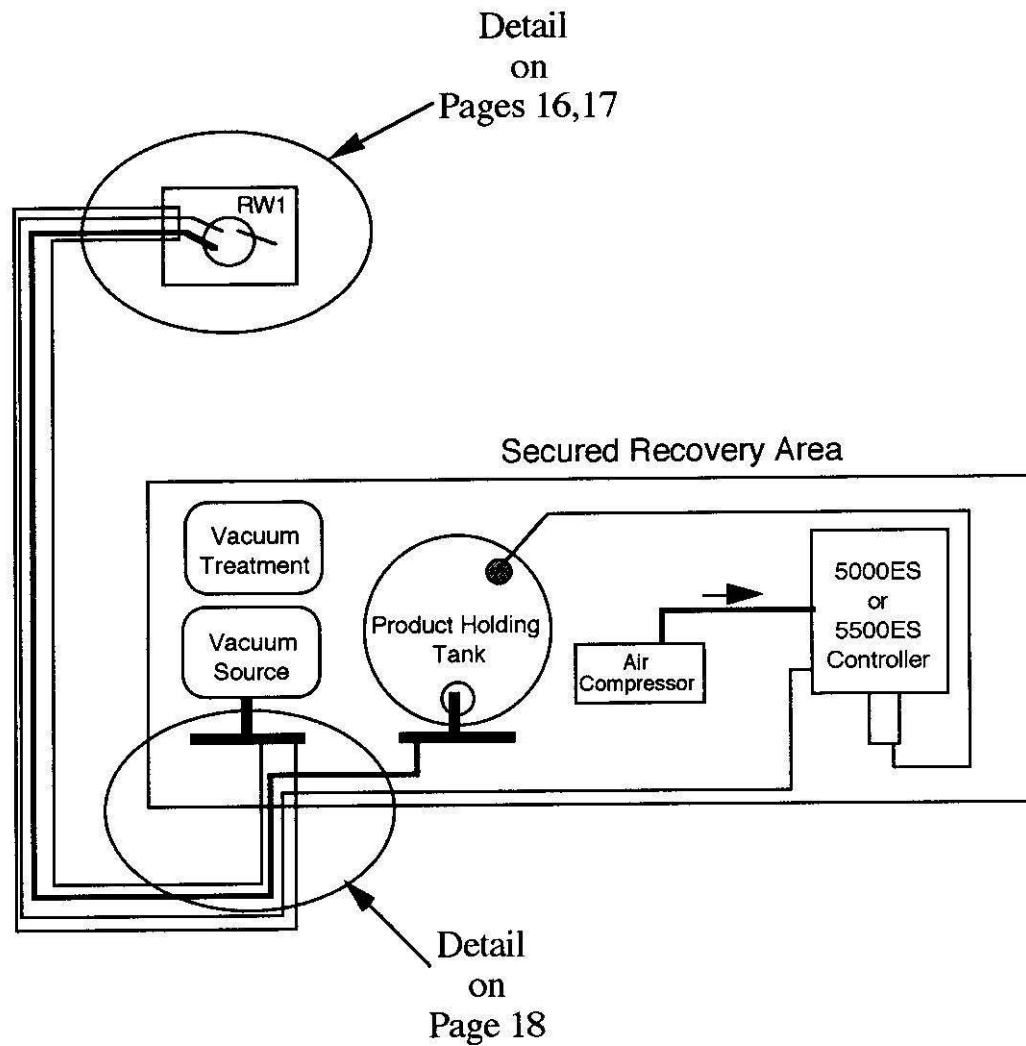 Detail
on
Pages 16,17
RW1
Secured Recovery Area
Vacuum
Treatment
Vacuum
Source
Product Holding
Tank
Air
Compressor
5000ES
or
5500ES
Controller
Detail
on
Page 18